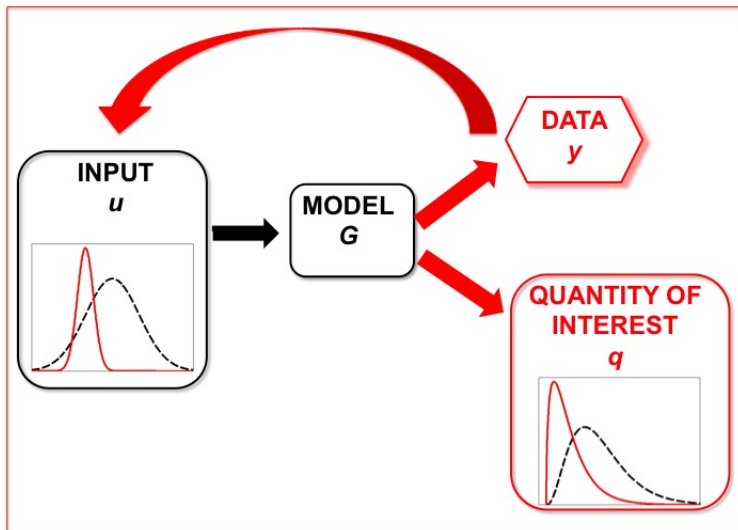 INPUT
u
MODEL
G
DATA
y
QUANTITY OF
INTEREST
q